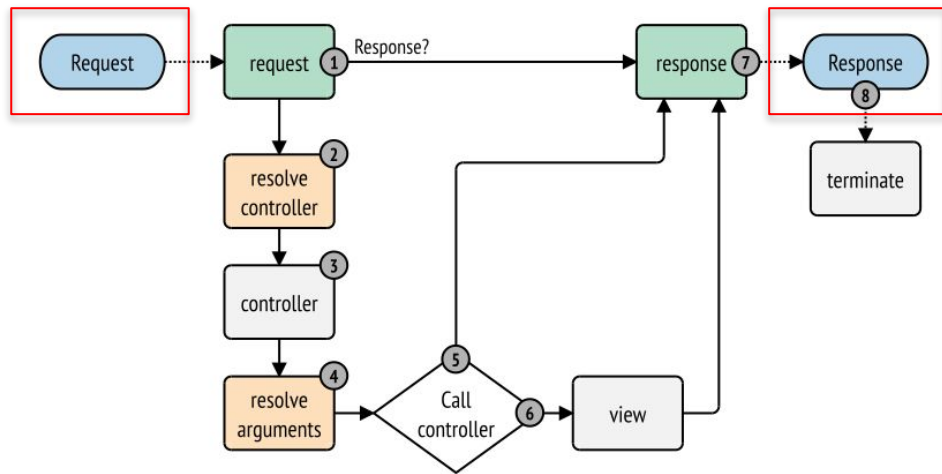 Request
request
1
Response?
response
7
Response
8
2
resolve
controller
terminate
3
controller
4
resolve
arguments
5
Call
controller
6
view